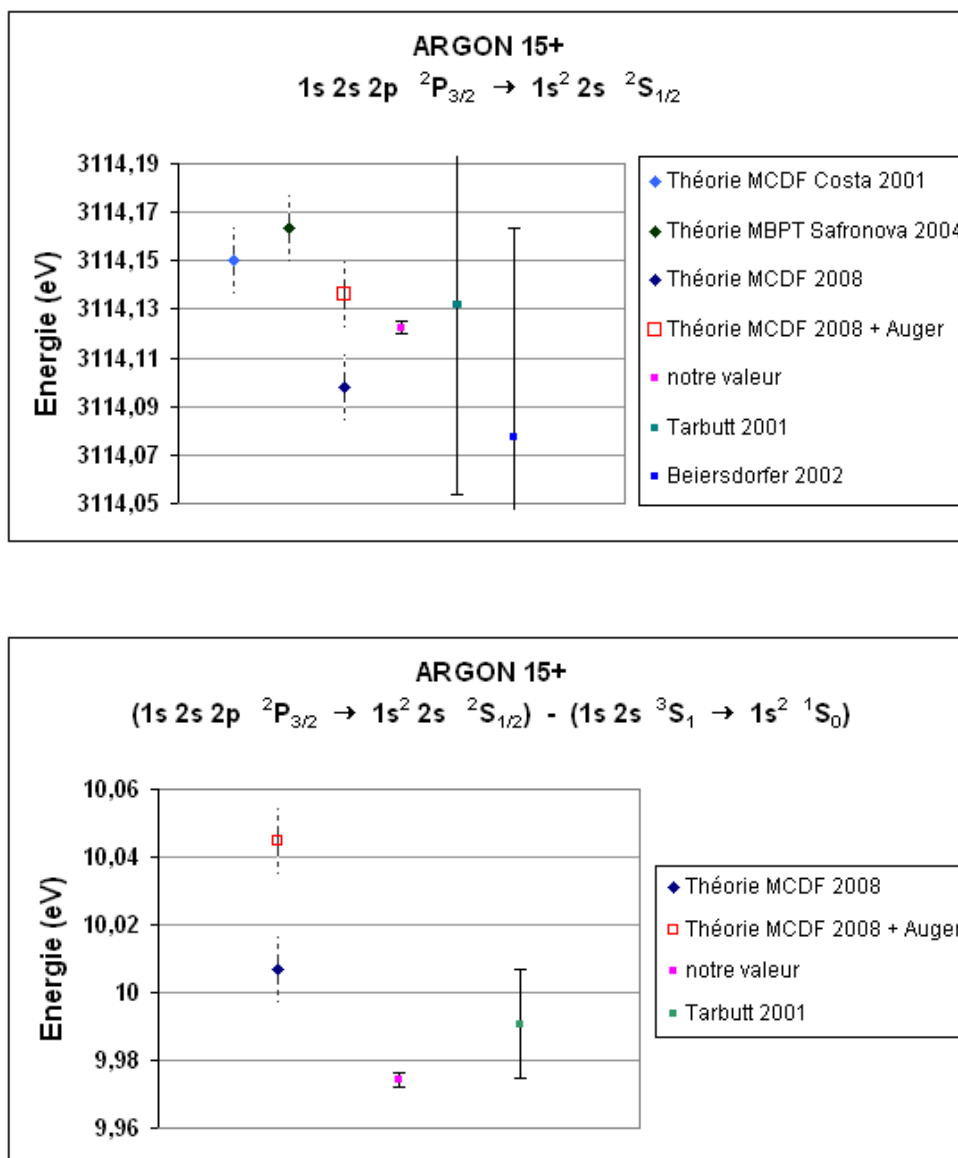 ARGON 15+
1s 2s 2p ²P₃/₂ → 1s² 2s ²S₁/₂
Energie (eV)
3114,19
3114,17
3114,15
3114,13
3114,11
3114,09
3114,07
3114,05
Théorie MCDF Costa 2001
Théorie MBPT Safronova 2004
Théorie MCDF 2008
Théorie MCDF 2008 + Auger
notre valeur
Tarbutt 2001
Beiersdorfer 2002
ARGON 15+
(1s 2s 2p ²P₃/₂ → 1s² 2s ²S₁/₂) - (1s 2s ³S₁ → 1s² ¹S₀)
Energie (eV)
10,06
10,04
10,02
10
9,98
9,96
Théorie MCDF 2008
Théorie MCDF 2008 + Auger
notre valeur
Tarbutt 2001